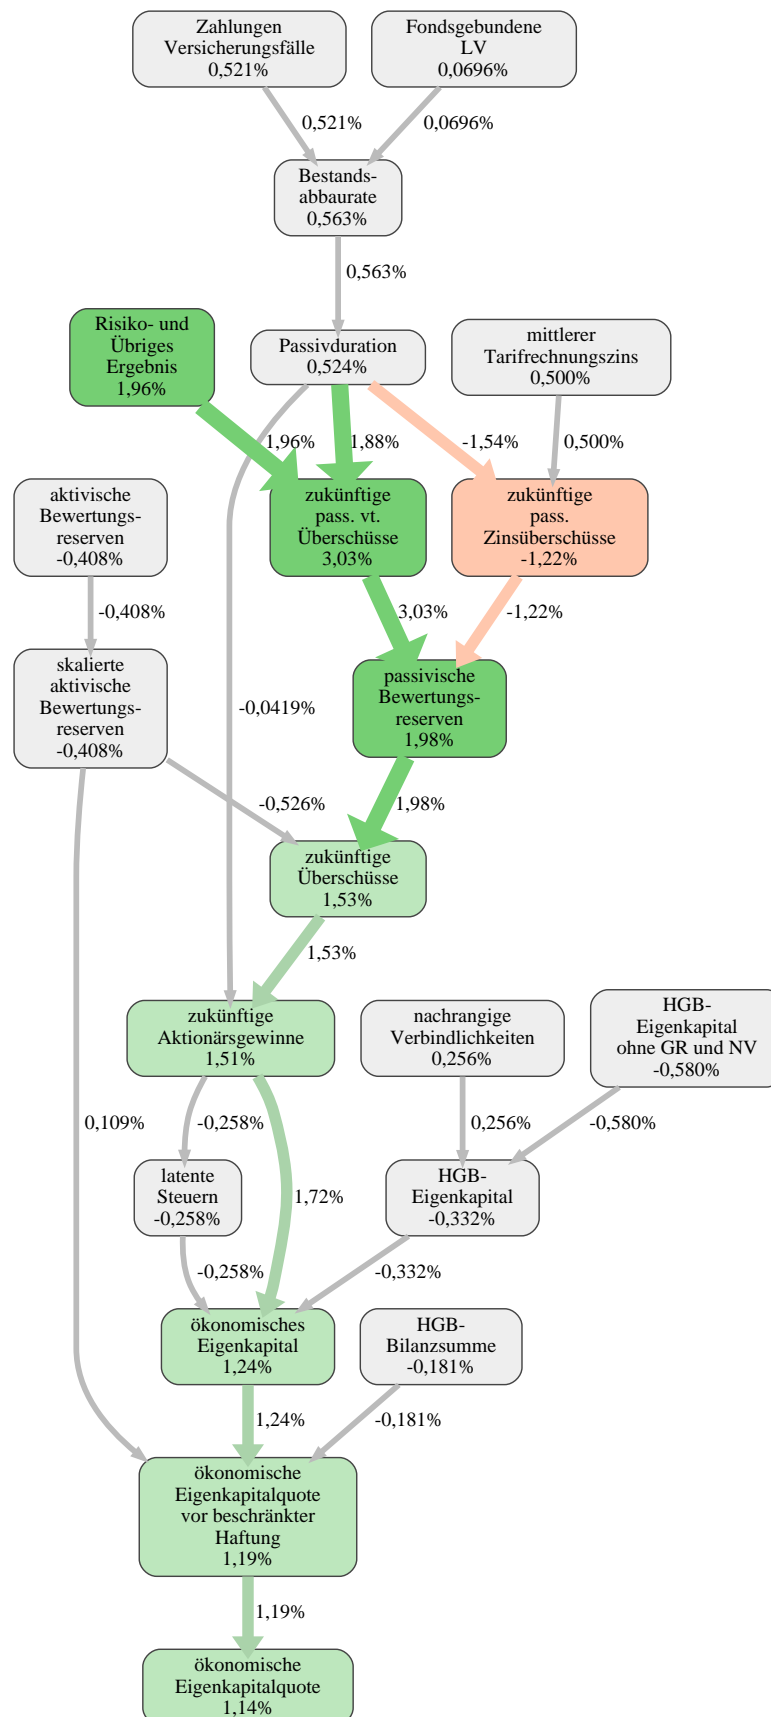 Zahlungen
Versicherungsfälle
0,521%
Fondsgebundene
LV
0,0696%
0,521%
0,0696%
Bestands-
abbaurate
0,563%
0,563%
Risiko- und
Übriges
Ergebnis
1,96%
Passivduration
0,524%
mittlerer
Tarifrechnungszins
0,500%
1,96%
1,88%
-1,54%
0,500%
aktivische
Bewertungs-
reserven
-0,408%
zukünftige
pass. vt.
Überschüsse
3,03%
zukünftige
pass.
Zinsüberschüsse
-1,22%
-0,408%
3,03%
-1,22%
skalierte
aktivische
Bewertungs-
reserven
-0,408%
-0,0419%
passivische
Bewertungs-
reserven
1,98%
-0,526%
1,98%
zukünftige
Überschüsse
1,53%
1,53%
zukünftige
Aktionärsgewinne
1,51%
nachrangige
Verbindlichkeiten
0,256%
HGB-
Eigenkapital
ohne GR und NV
-0,580%
0,109%
-0,258%
0,256%
-0,580%
latente
Steuern
-0,258%
1,72%
HGB-
Eigenkapital
-0,332%
-0,258%
-0,332%
ökonomisches
Eigenkapital
1,24%
HGB-
Bilanzsumme
-0,181%
1,24%
-0,181%
ökonomische
Eigenkapitalquote
vor beschränkter
Haftung
1,19%
1,19%
ökonomische
Eigenkapitalquote
1,14%